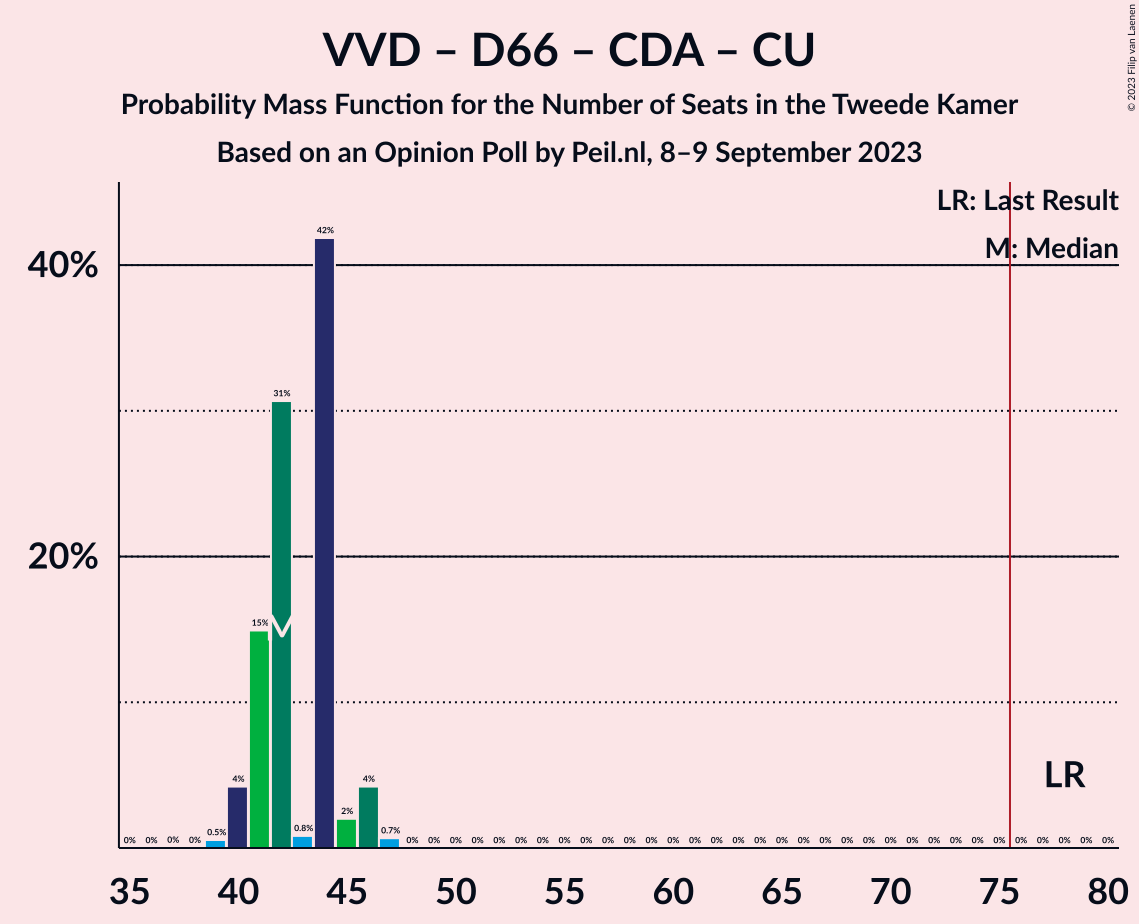 VVD – D66 – CDA – CU
Probability Mass Function for the Number of Seats in the Tweede Kamer
Based on an Opinion Poll by Peil.nl, 8–9 September 2023
© 2023 Filip van Laenen
LR: Last Result
M: Median
40%
20%
0% 0% 0% 0% 0.5% 4% 15% 31% 0.8% 42% 2% 4% 0.7% 0% 0% 0% 0% 0% 0% 0% 0% 0% 0% 0% 0% 0% 0% 0% 0% 0% 0% 0% 0% 0% 0% 0% 0% 0% 0% 0% 0% 0% 0% 0% 0% 0%
M
LR
35 40 45 50 55 60 65 70 75 80